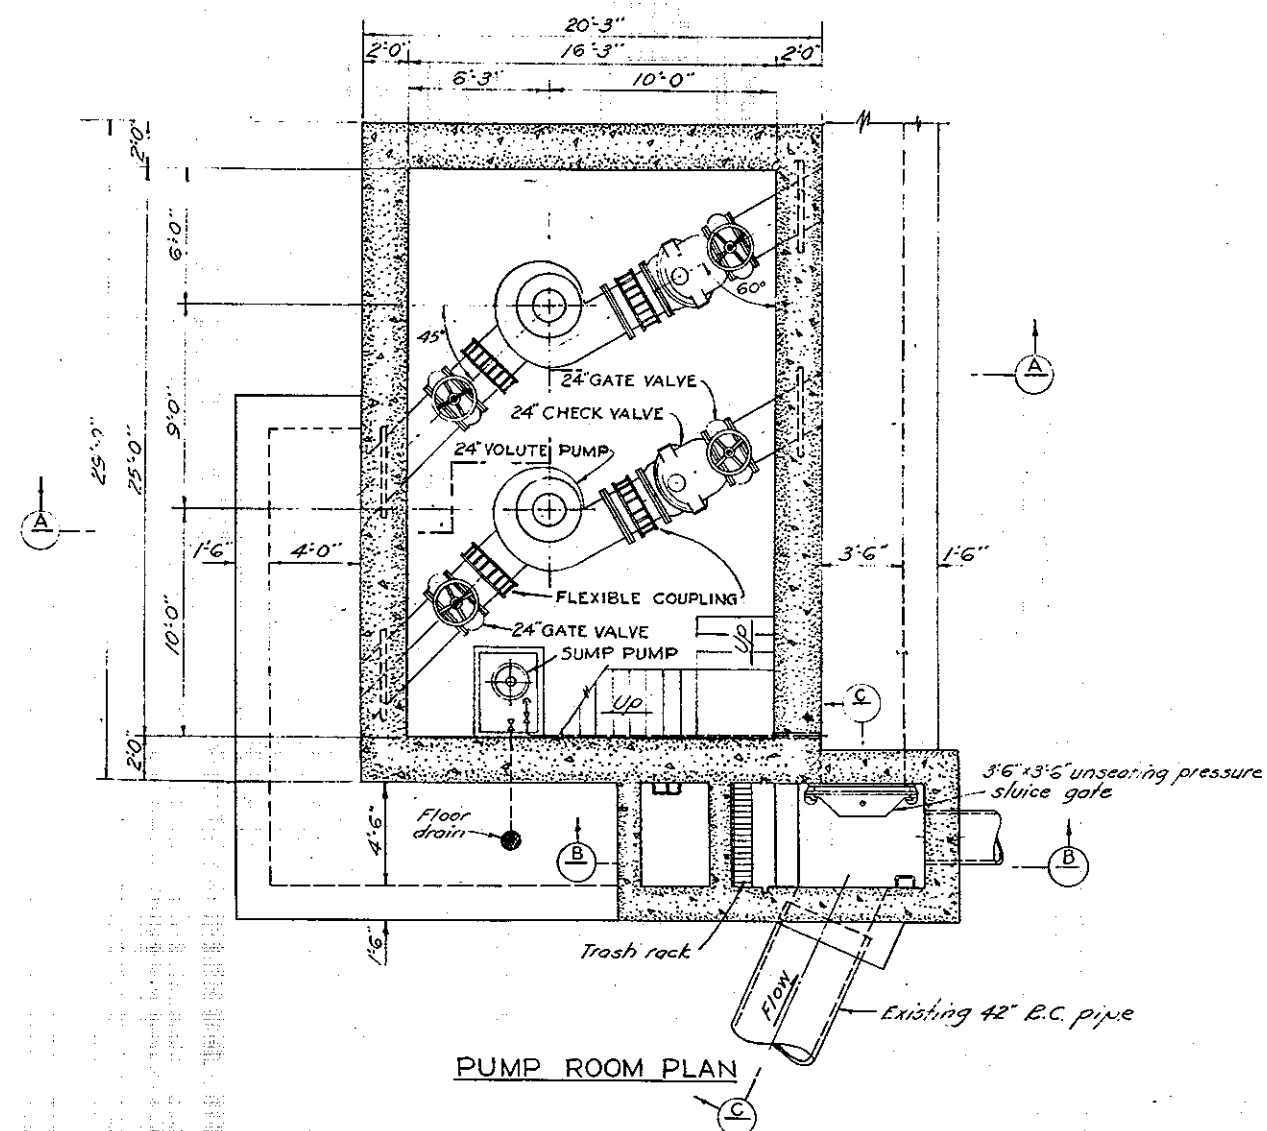 20'-3"
2'-0" 16'-3" 2'-0"
6'-3" 10'-0"
2'-0"
6'-0"
60°
45°
A
24" GATE VALVE
9'-0"
24" CHECK VALVE
29'-0"
25'-0"
24" VOLUTE PUMP
A
1'-6" 4'-0" 3'-6" 1'-6"
FLEXIBLE COUPLING
10'-0"
24" GATE VALVE
UP
SUMP PUMP
Up
C
2'-0"
3'-6" x 3'-6" unseating pressure
sluice gate
Floor
drain
4'-6"
B
B
1'-6"
Trash rack
FLOW
Existing 42" R.C. pipe
PUMP ROOM PLAN
C